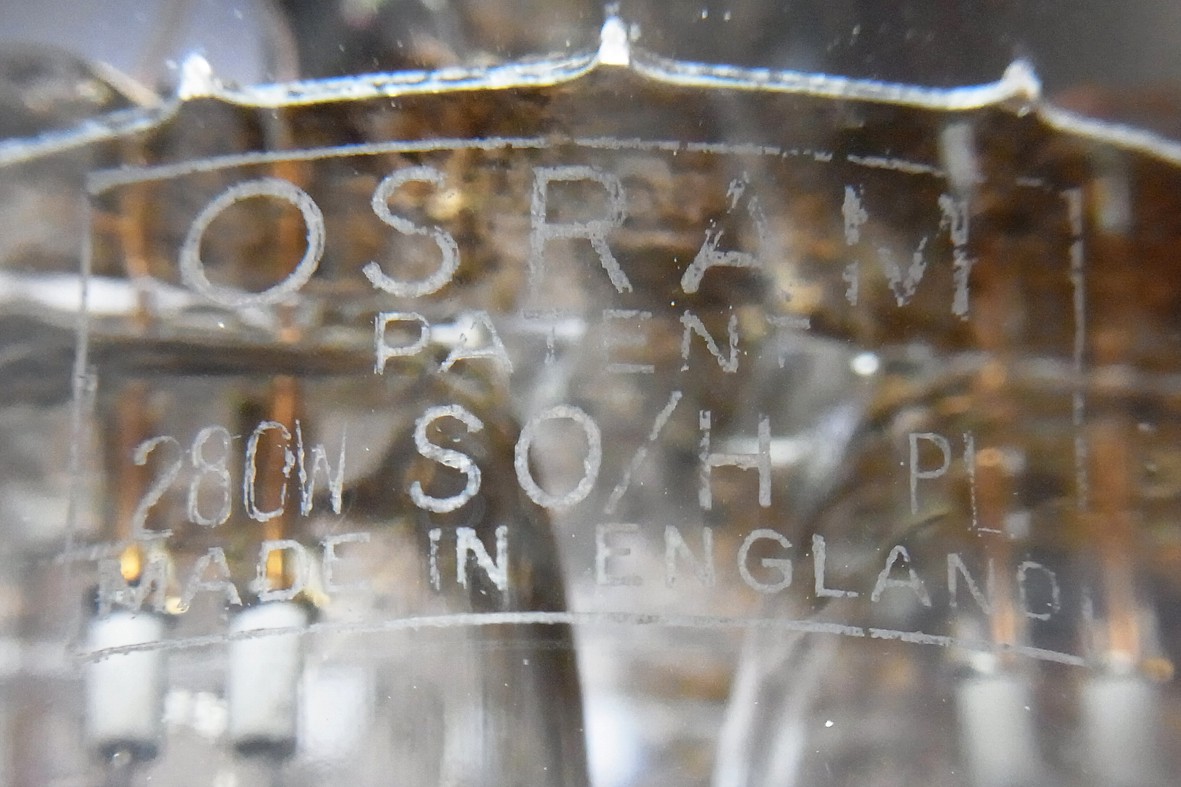 OSRAM
PATENT
280W SO/H PL
MADE IN ENGLAND